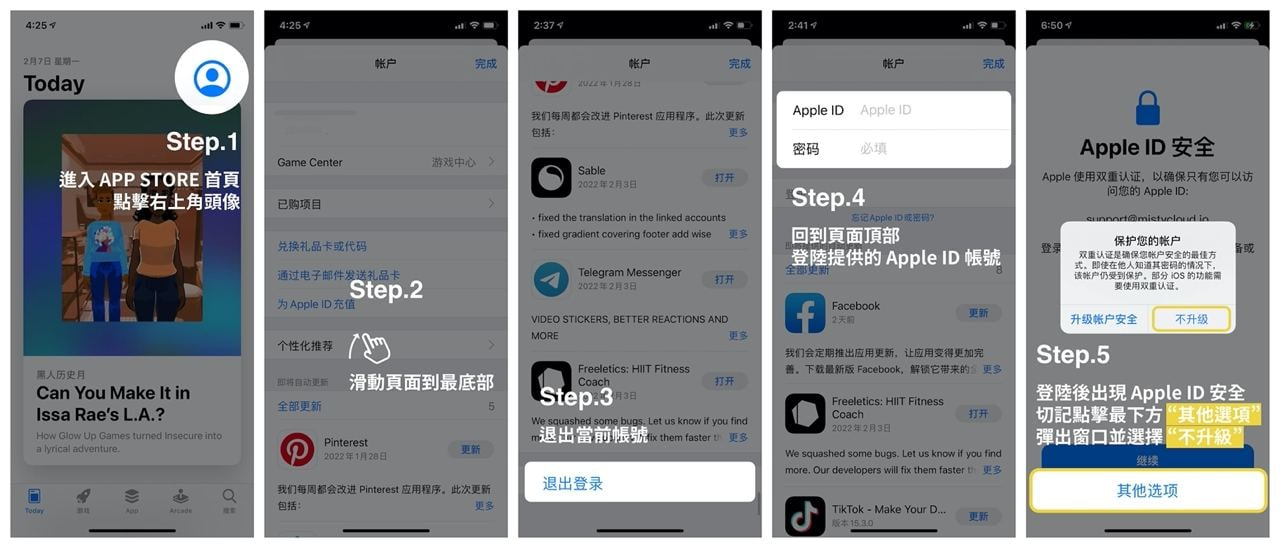 4:25
2月7日 星期一
Today
Step.1
進入 APP STORE 首頁
點擊右上角頭像
黑人历史月
Can You Make It in
Issa Rae's L.A.?
How Glow Up Games turned Insecure into
a lyrical adventure.
Today
游戏
App
Arcade
搜索
4:25
帐户
完成
Game Center
游戏中心
已购项目
兑换礼品卡或代码
通过电子邮件发送礼品卡
为 Apple ID 充值
Step.2
个性化推荐
滑動頁面到最底部
即将自动更新
全部更新
5
Pinterest
2022年1月28日
更新
我们每周都会改进 Pinterest 应用程序。此次更新
包括:
更多
2:37
帐户
完成
2022年1月28日
我们每周都会改进 Pinterest 应用程序。此次更新
包括:
更多
Sable
2022年2月3日
打开
• fixed the translation in the linked accounts
• fixed gradient covering footer add wise
更多
Telegram Messenger
2022年2月3日
打开
VIDEO STICKERS, BETTER REACTIONS AND
MORE
更多
Freeletics: HIIT Fitness
Coach
打开
Step.3
We squashed some bugs. Let us know if you find
more. Our developers will fix them faster th
更多
退出當前帳號
退出登录
2:41
帐户
完成
Apple ID
Apple ID
密码
必填
Step.4
忘记 Apple ID 或密码?
回到頁面頂部
登陸提供的 Apple ID 帳號
全部更新
8
Facebook
2天前
更新
我们会定期推出应用更新，让应用变得更加完
善。下载最新版 Facebook，解锁它带来的全
更多
Freeletics: HIIT Fitness
Coach
打开
We squashed some bugs. Let us know if you find
more. Our developers will fix them faster th
更多
TikTok - Make Your D...
版本 15.3.0
更新
6:50
Apple ID 安全
Apple 使用双重认证，以确保只有您可以访
问您的 Apple ID:
support@mistycloud.io
保护您的帐户
双重认证是确保您帐户安全的最佳方
式。即使在他人知道其密码的情况下，
该帐户仍受到保护。部分 iOS 的功能需
要使用双重认证。
升级帐户安全
不升级
Step.5
登陸後出現 Apple ID 安全
切記點擊最下方 “其他選項”
彈出窗口並選擇 “不升級”
继续
其他选项